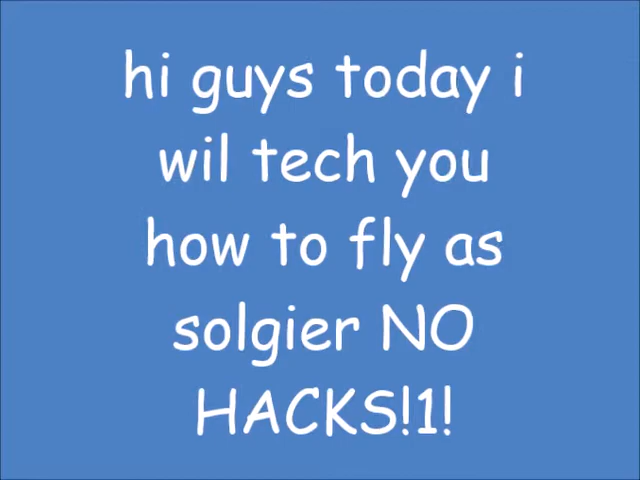 hi guys today i
wil tech you
how to fly as
solgier NO
HACKS!1!